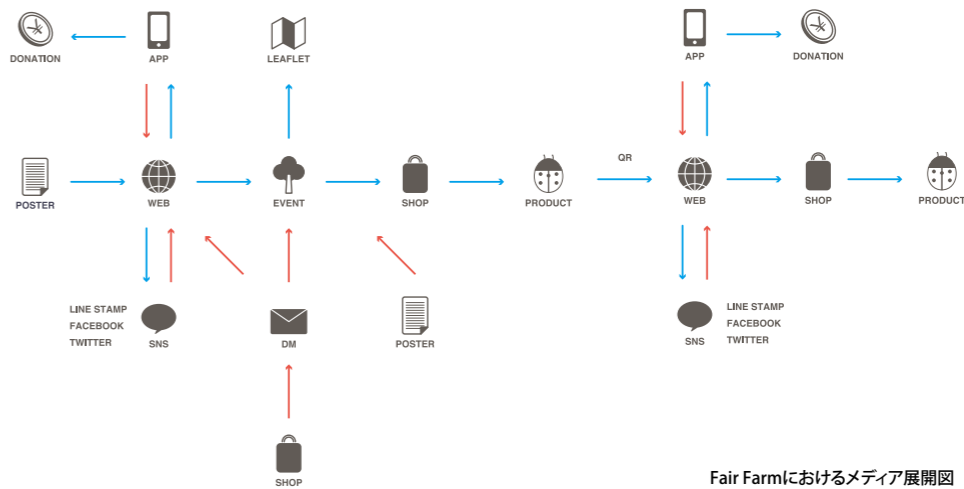 DONATION
APP
LEAFLET
APP
DONATION
POSTER
WEB
EVENT
SHOP
PRODUCT
QR
WEB
SHOP
PRODUCT
LINE STAMP
FACEBOOK
TWITTER
SNS
DM
POSTER
SNS
LINE STAMP
FACEBOOK
TWITTER
SHOP
Fair Farmにおけるメディア展開図